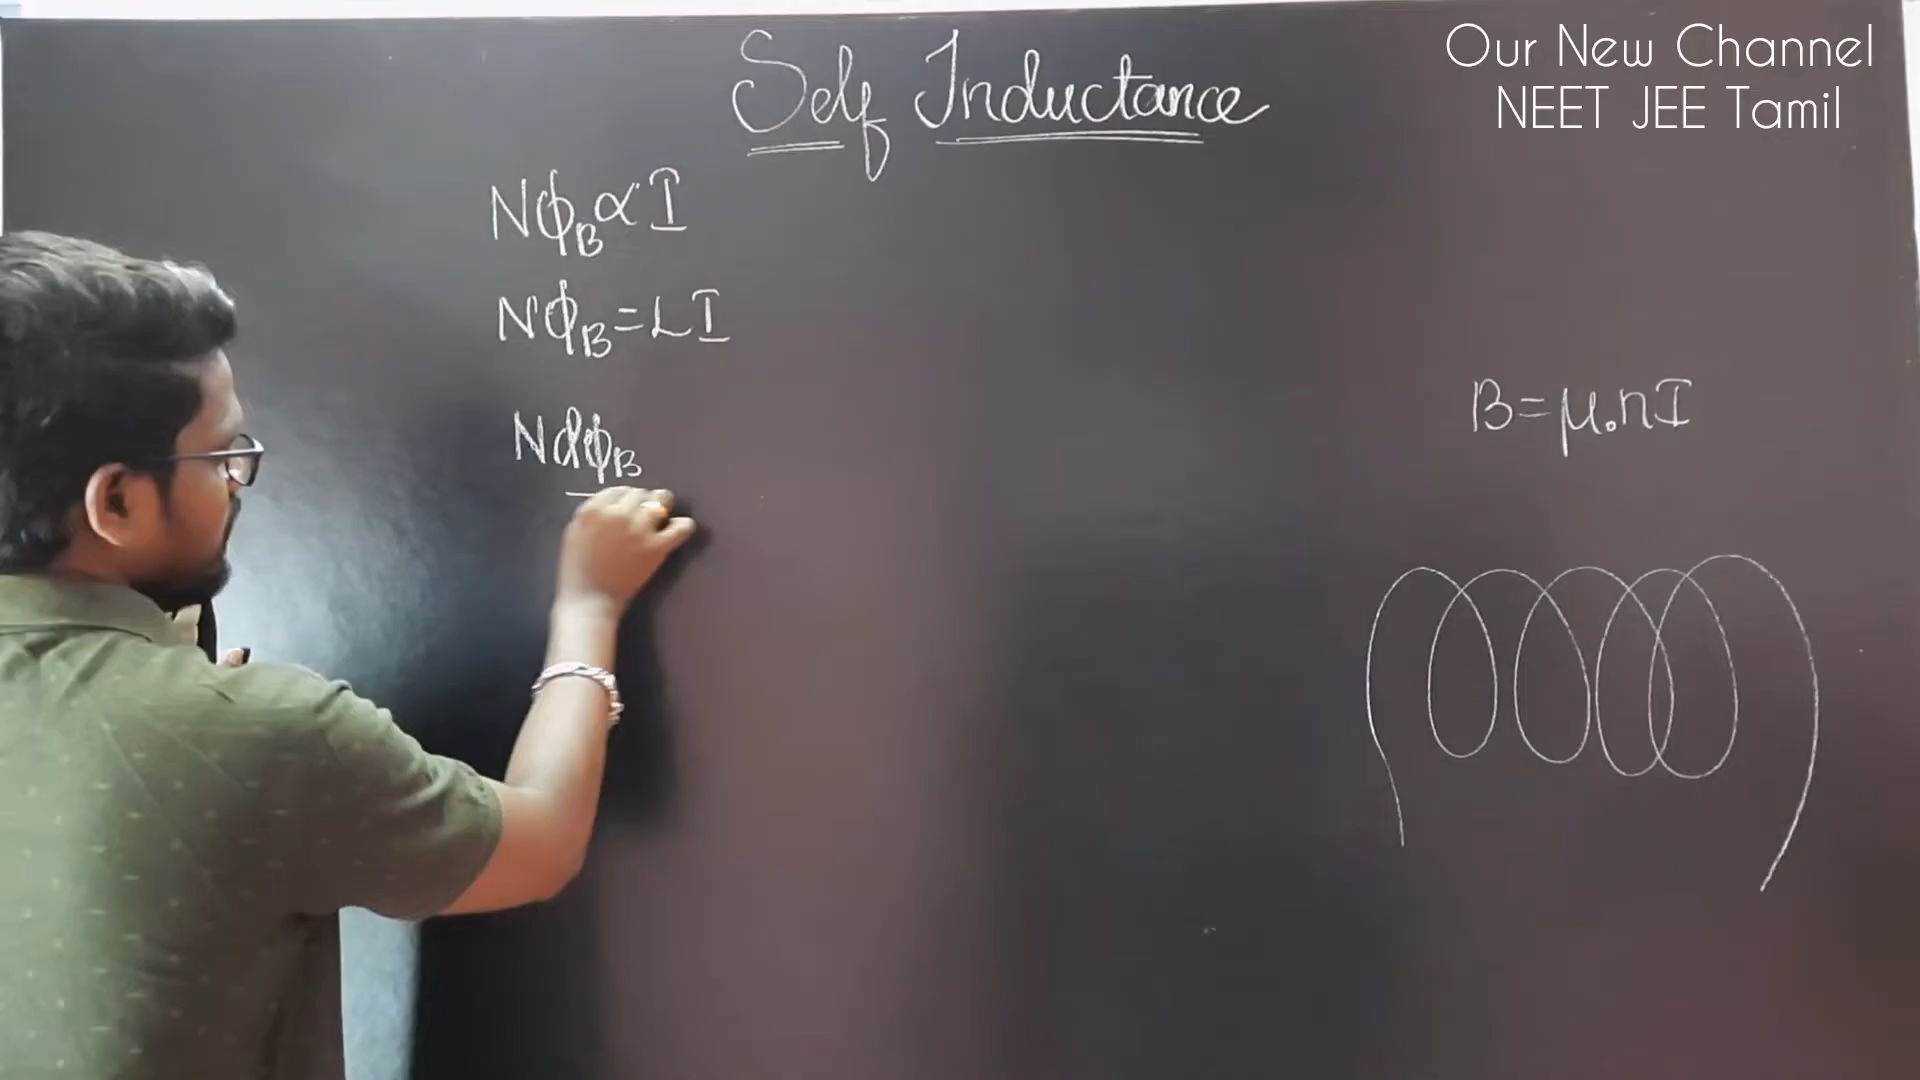 Our New Channel
NEET JEE Tamil
Self Inductance
Nϕ_B ∝ I
Nϕ_B = LI
Ndϕ_B
B = μ₀nI